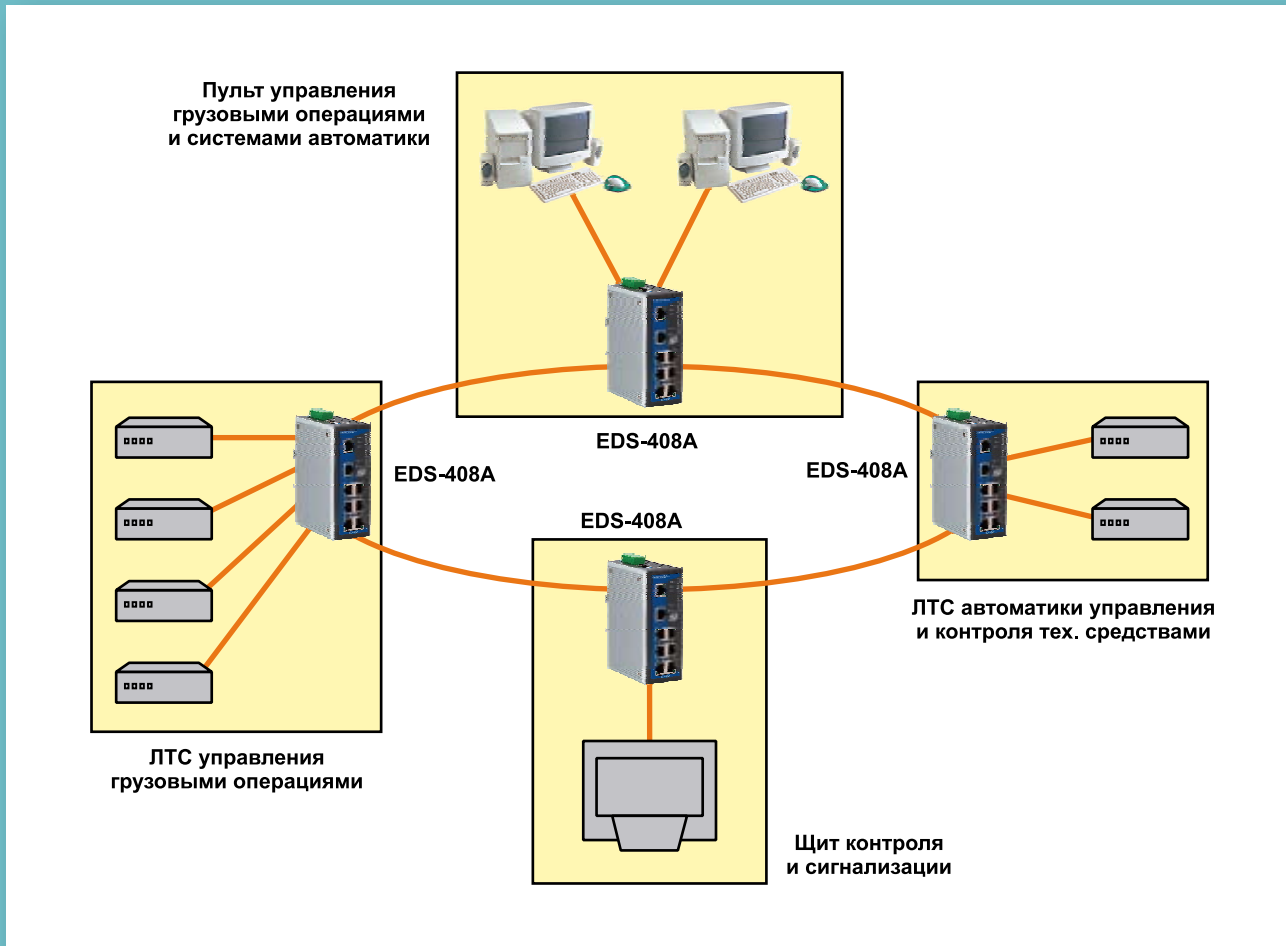 Пульт управления
грузовыми операциями
и системами автоматики
EDS-408A
EDS-408A
EDS-408A
EDS-408A
ЛТС автоматики управления
и контроля тех. средствами
ЛТС управления
грузовыми операциями
Щит контроля
и сигнализации